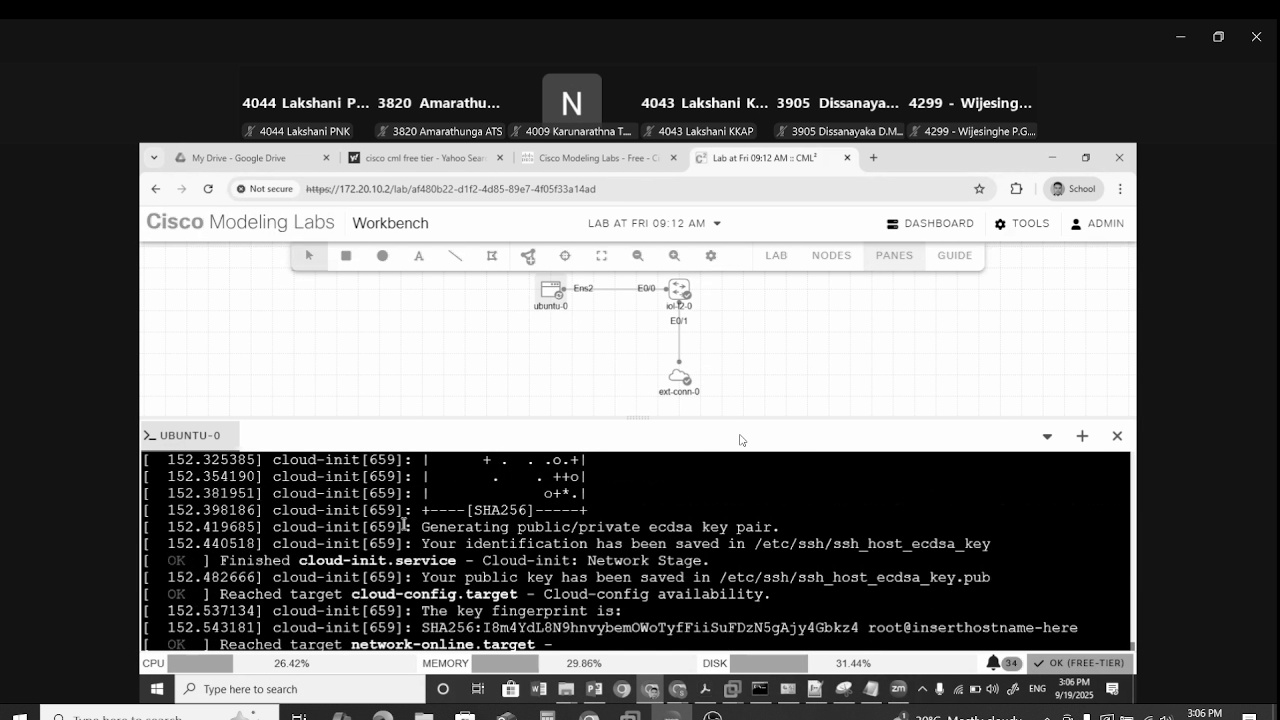 4044 Lakshani P... 3820 Amarathu... N 4043 Lakshani K... 3905 Dissanaya... 4299 - Wijesing...
4044 Lakshani PNK 3820 Amarathunga ATS 4009 Karunarathna T... 4043 Lakshani KKAP 3905 Dissanayaka D.M... 4299 - Wijesinghe P.G....
My Drive - Google Drive cisco cml free tier - Yahoo Sear Cisco Modeling Labs - Free - Ci Lab at Fri 09:12 AM :: CML²
Not secure https://172.20.10.2/lab/af480b22-d1f2-4d85-89e7-4f05f33a14ad School
Cisco Modeling Labs Workbench LAB AT FRI 09:12 AM DASHBOARD TOOLS ADMIN
A LAB NODES PANES GUIDE
Ens2 E0/0
ubuntu-0 iol-l2-0
E0/1
ext-conn-0
UBUNTU-0
[ 152.325385] cloud-init[659]: | + . . .o.+|
[ 152.354190] cloud-init[659]: | . . ++o|
[ 152.381951] cloud-init[659]: | o+*.|
[ 152.398186] cloud-init[659]: +----[SHA256]-----+
[ 152.419685] cloud-init[659]: Generating public/private ecdsa key pair.
[ 152.440518] cloud-init[659]: Your identification has been saved in /etc/ssh/ssh_host_ecdsa_key
[ OK ] Finished cloud-init.service - Cloud-init: Network Stage.
[ 152.482666] cloud-init[659]: Your public key has been saved in /etc/ssh/ssh_host_ecdsa_key.pub
[ OK ] Reached target cloud-config.target - Cloud-config availability.
[ 152.537134] cloud-init[659]: The key fingerprint is:
[ 152.543181] cloud-init[659]: SHA256:I8m4YdL8N9hnvybemOWoTyfFiiSuFDzN5gAjy4Gbkz4 root@inserthostname-here
[ OK ] Reached target network-online.target -
CPU 26.42% MEMORY 29.86% DISK 31.44% 34 OK (FREE-TIER)
Type here to search ENG 3:06 PM
9/19/2025
Type here to search 3:06 PM